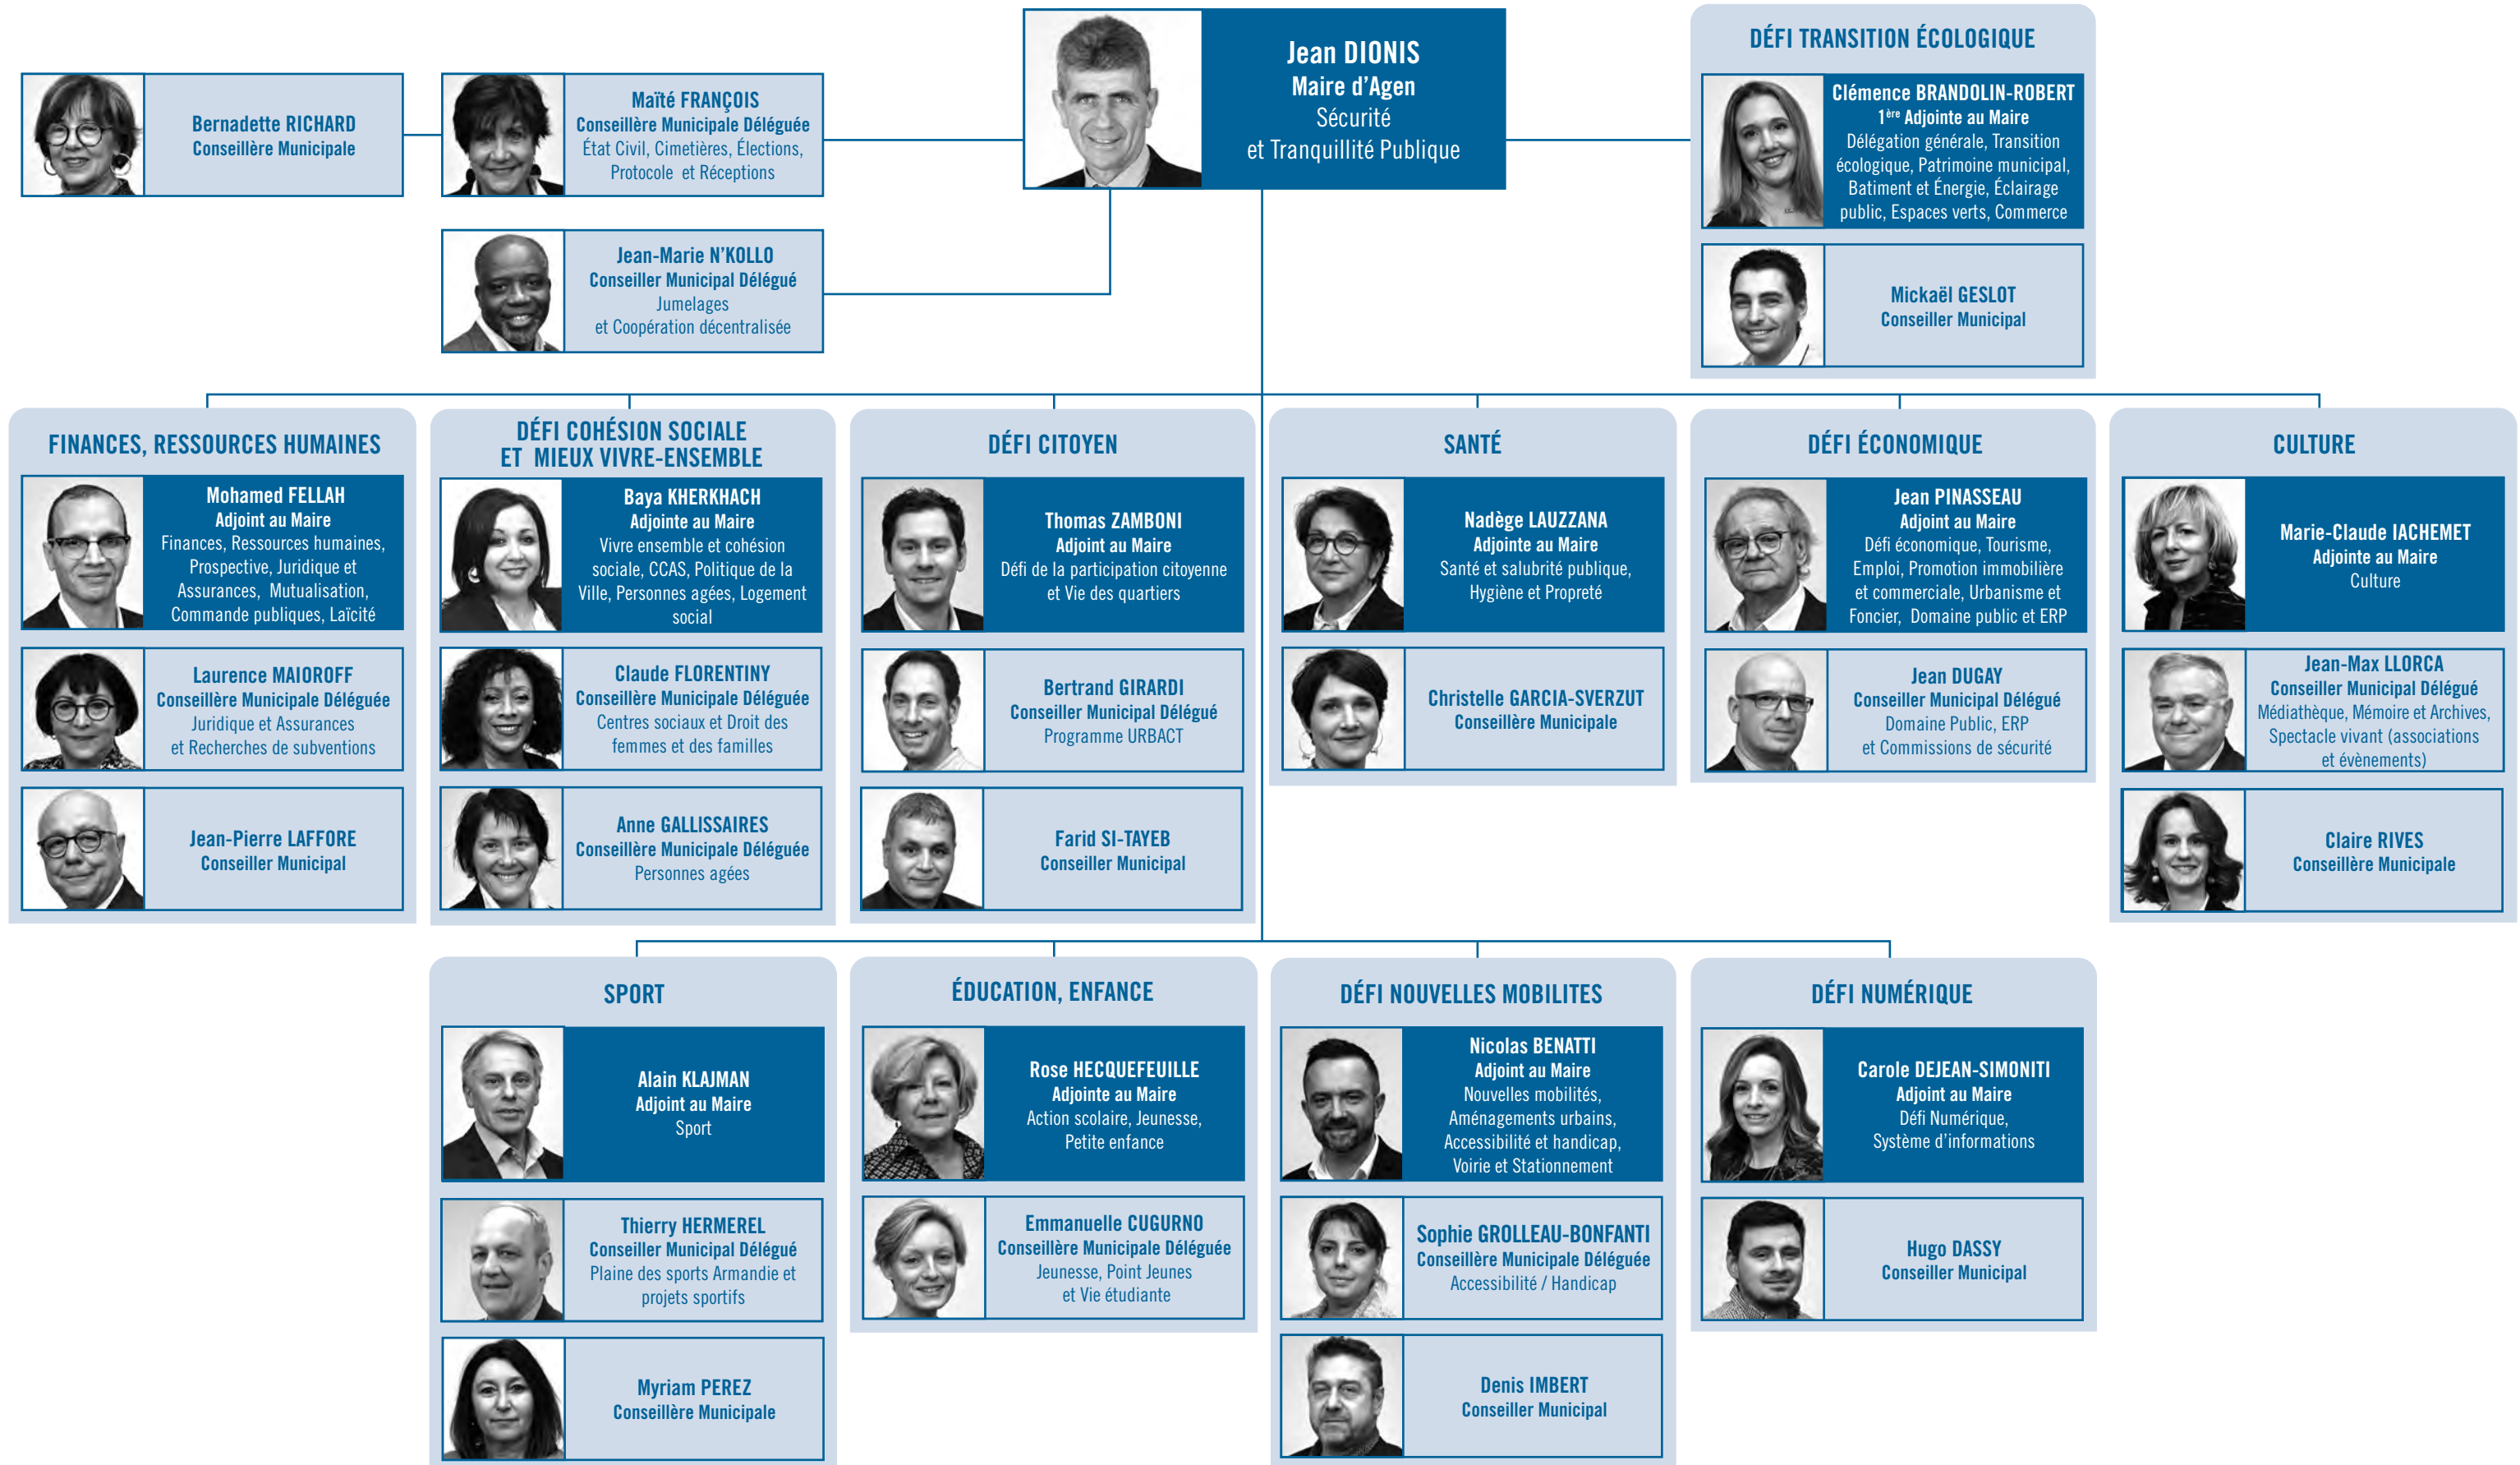 Jean DIONIS
Maire d’Agen
Sécurité
et Tranquillité Publique
Bernadette RICHARD
Conseillère Municipale
Maïté FRANÇOIS
Conseillère Municipale Déléguée
État Civil, Cimetières, Élections,
Protocole et Réceptions
Jean-Marie N’KOLLO
Conseiller Municipal Délégué
Jumelages
et Coopération décentralisée
DÉFI TRANSITION ÉCOLOGIQUE
Clémence BRANDOLIN-ROBERT
1ère Adjointe au Maire
Délégation générale, Transition
écologique, Patrimoine municipal,
Batiment et Énergie, Éclairage
public, Espaces verts, Commerce
Mickaël GESLOT
Conseiller Municipal
FINANCES, RESSOURCES HUMAINES
Mohamed FELLAH
Adjoint au Maire
Finances, Ressources humaines,
Prospective, Juridique et
Assurances, Mutualisation,
Commande publiques, Laïcité
Laurence MAIOROFF
Conseillère Municipale Déléguée
Juridique et Assurances
et Recherches de subventions
Jean-Pierre LAFFORE
Conseiller Municipal
DÉFI COHÉSION SOCIALE
ET MIEUX VIVRE-ENSEMBLE
Baya KHERKHACH
Adjointe au Maire
Vivre ensemble et cohésion
sociale, CCAS, Politique de la
Ville, Personnes agées, Logement
social
Claude FLORENTINY
Conseillère Municipale Déléguée
Centres sociaux et Droit des
femmes et des familles
Anne GALLISSAIRES
Conseillère Municipale Déléguée
Personnes agées
DÉFI CITOYEN
Thomas ZAMBONI
Adjoint au Maire
Défi de la participation citoyenne
et Vie des quartiers
Bertrand GIRARDI
Conseiller Municipal Délégué
Programme URBACT
Farid SI-TAYEB
Conseiller Municipal
SANTÉ
Nadège LAUZZANA
Adjointe au Maire
Santé et salubrité publique,
Hygiène et Propreté
Christelle GARCIA-SVERZUT
Conseillère Municipale
DÉFI ÉCONOMIQUE
Jean PINASSEAU
Adjoint au Maire
Défi économique, Tourisme,
Emploi, Promotion immobilière
et commerciale, Urbanisme et
Foncier, Domaine public et ERP
Jean DUGAY
Conseiller Municipal Délégué
Domaine Public, ERP
et Commissions de sécurité
CULTURE
Marie-Claude IACHEMET
Adjointe au Maire
Culture
Jean-Max LLORCA
Conseiller Municipal Délégué
Médiathèque, Mémoire et Archives,
Spectacle vivant (associations
et évènements)
Claire RIVES
Conseillère Municipale
SPORT
Alain KLAJMAN
Adjoint au Maire
Sport
Thierry HERMEREL
Conseiller Municipal Délégué
Plaine des sports Armandie et
projets sportifs
Myriam PEREZ
Conseillère Municipale
ÉDUCATION, ENFANCE
Rose HECQUEFEUILLE
Adjointe au Maire
Action scolaire, Jeunesse,
Petite enfance
Emmanuelle CUGURNO
Conseillère Municipale Déléguée
Jeunesse, Point Jeunes
et Vie étudiante
DÉFI NOUVELLES MOBILITES
Nicolas BENATTI
Adjoint au Maire
Nouvelles mobilités,
Aménagements urbains,
Accessibilité et handicap,
Voirie et Stationnement
Sophie GROLLEAU-BONFANTI
Conseillère Municipale Déléguée
Accessibilité / Handicap
Denis IMBERT
Conseiller Municipal
DÉFI NUMÉRIQUE
Carole DEJEAN-SIMONITI
Adjoint au Maire
Défi Numérique,
Système d’informations
Hugo DASSY
Conseiller Municipal